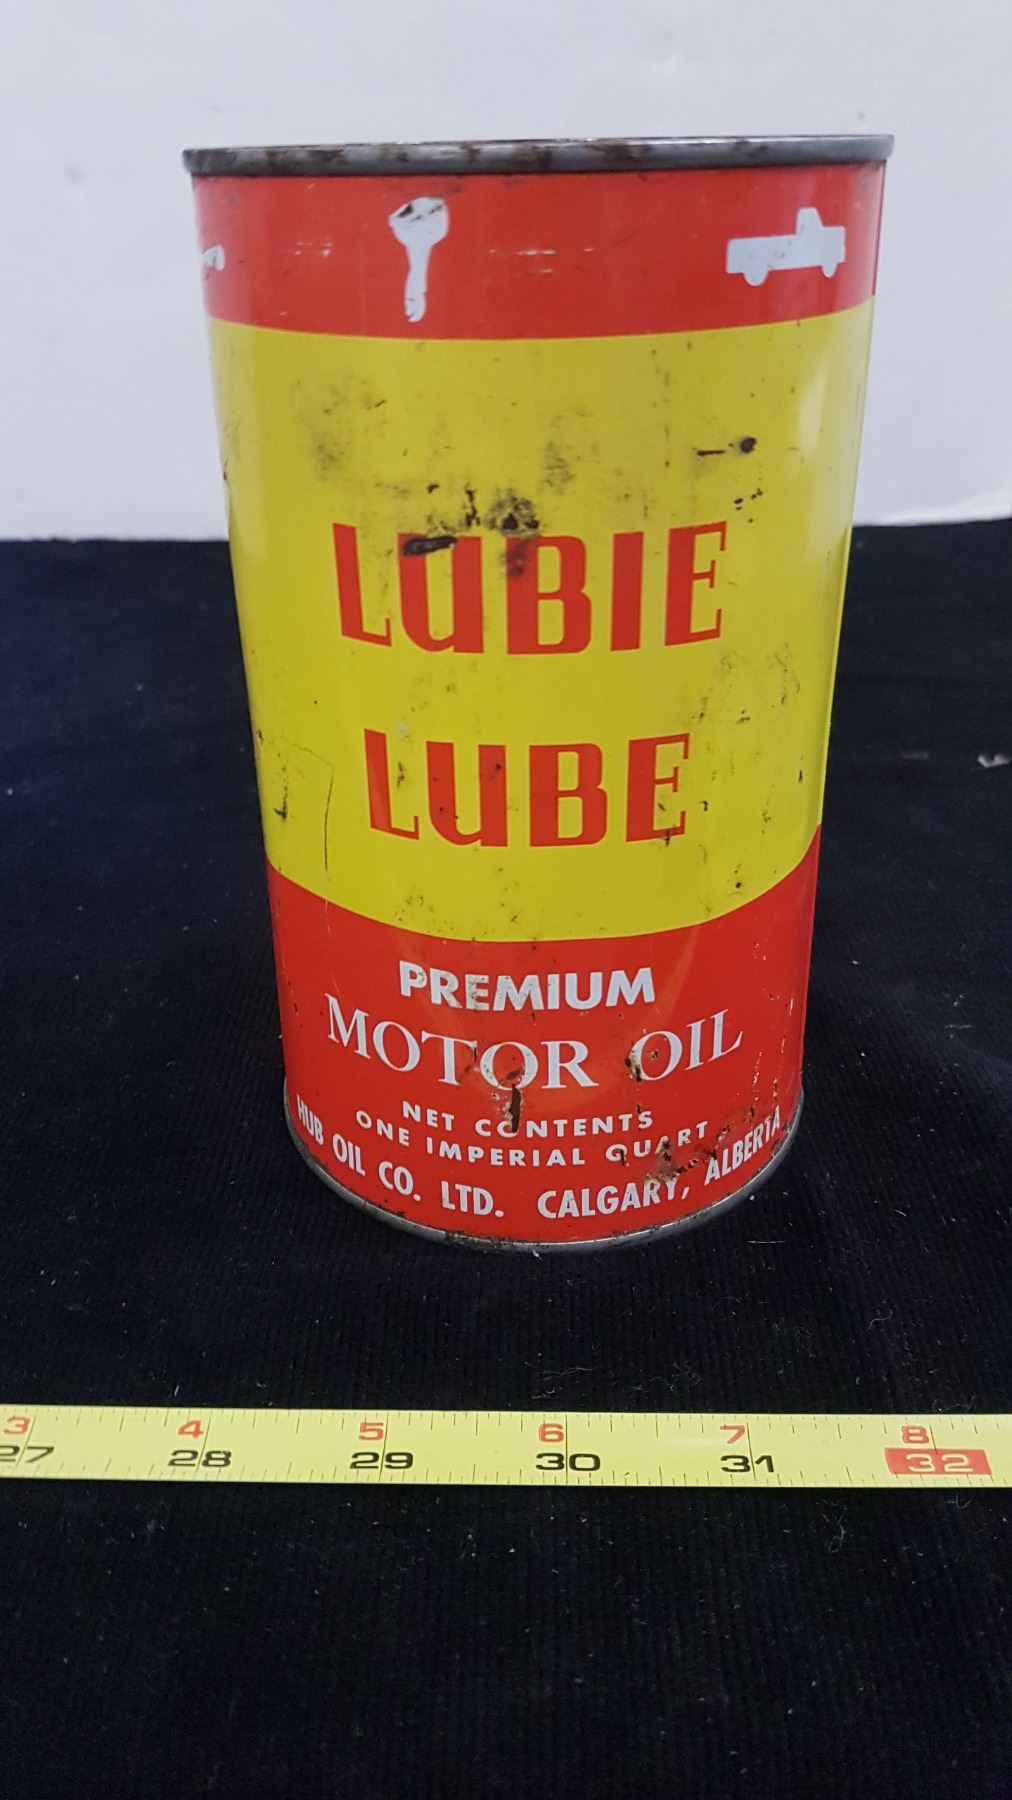 LUBIE
LUBE
PREMIUM
MOTOR OIL
NET CONTENTS
ONE IMPERIAL QUART
HUB OIL CO. LTD. CALGARY, ALBERTA
3 4 5 6 7 8
27 28 29 30 31 32